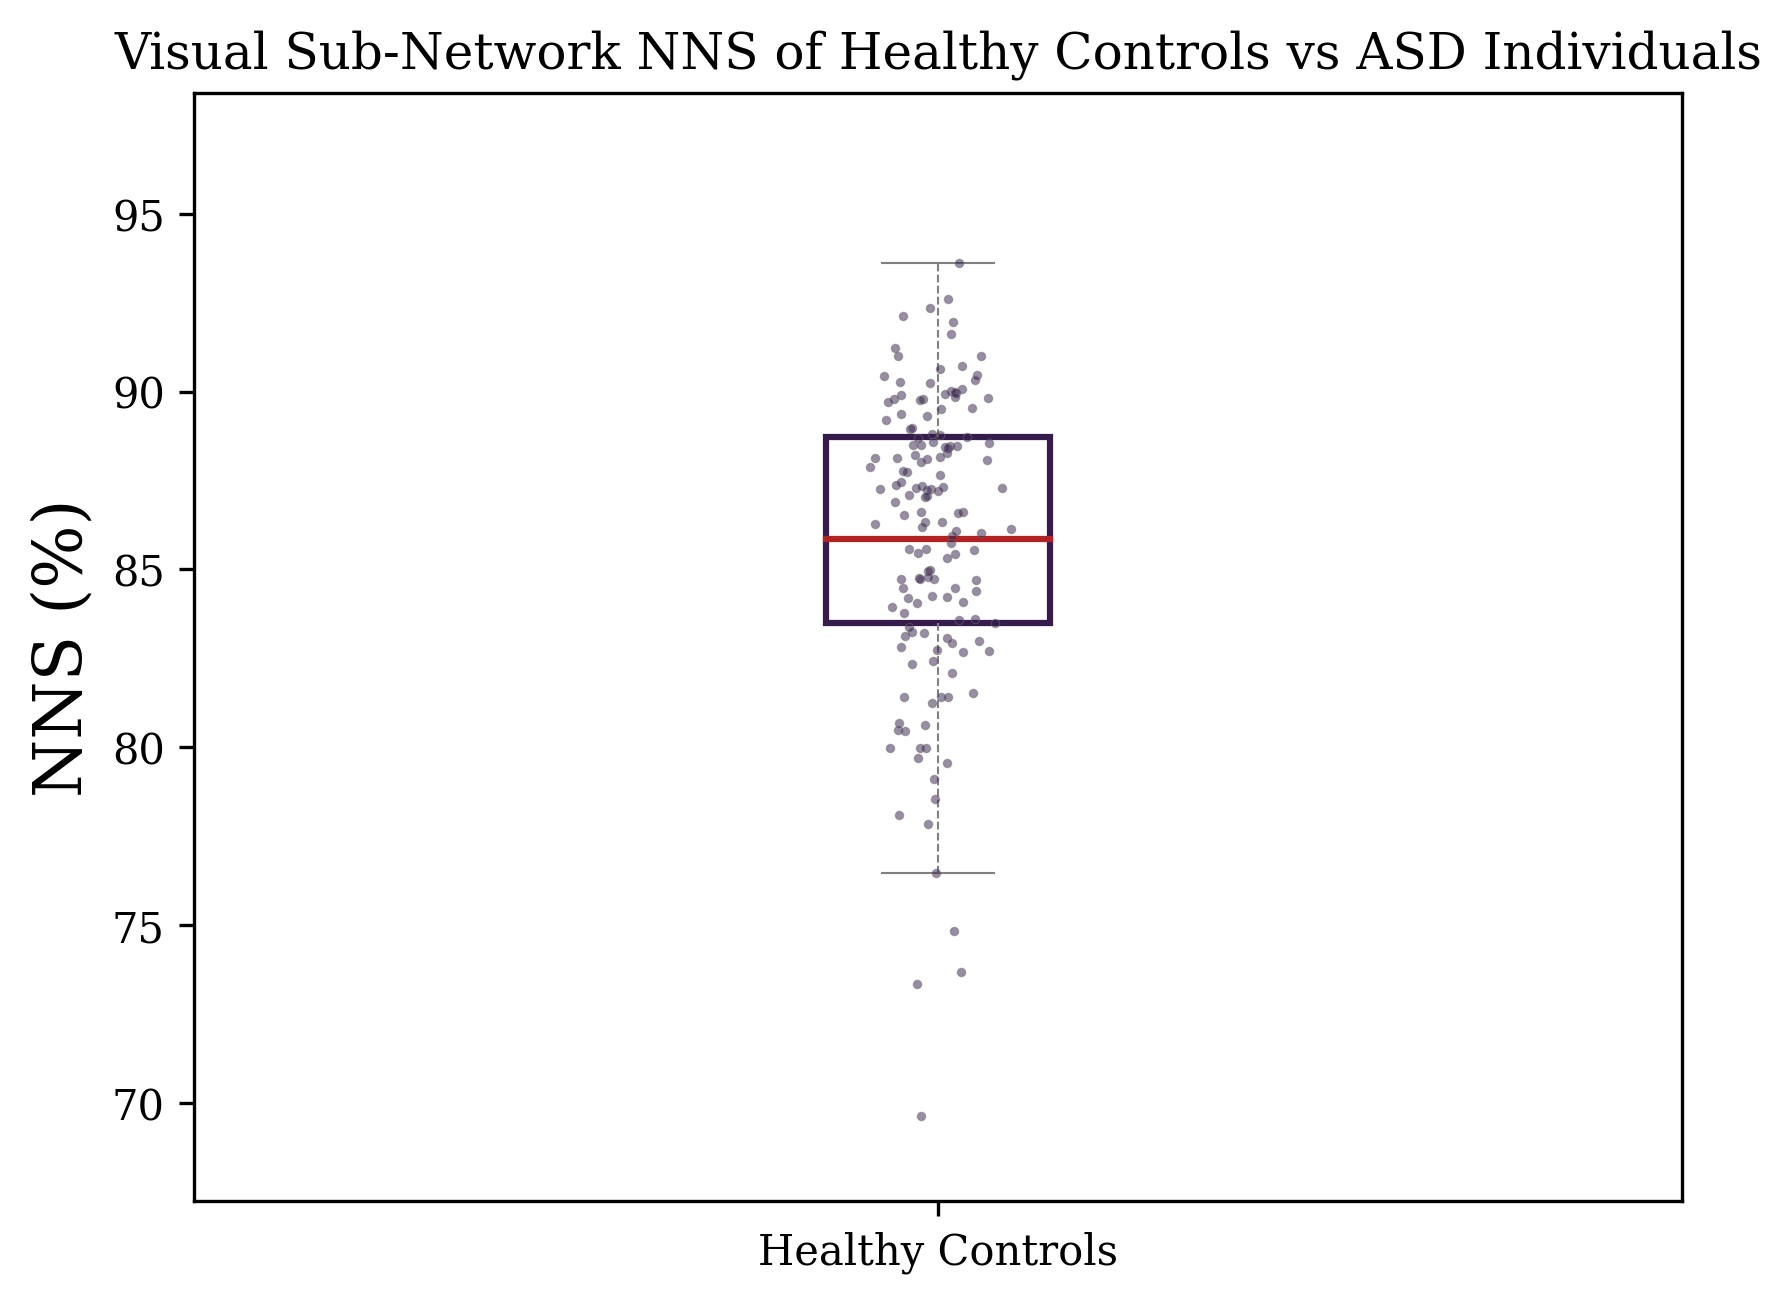 Visual Sub-Network NNS of Healthy Controls vs ASD Individuals
NNS (%)
95
90
85
80
75
70
Healthy Controls